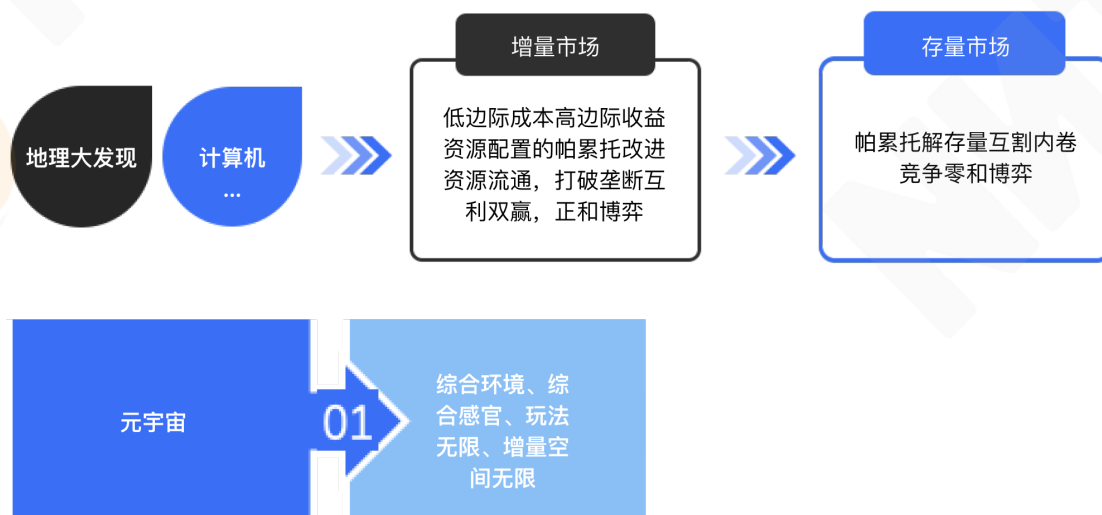 增量市场
存量市场
地理大发现
计算机
...
低边际成本高边际收益
资源配置的帕累托改进
资源流通，打破垄断互
利双赢，正和博弈
帕累托解存量互割内卷
竞争零和博弈
元宇宙
01
综合环境、综
合感官、玩法
无限、增量空
间无限